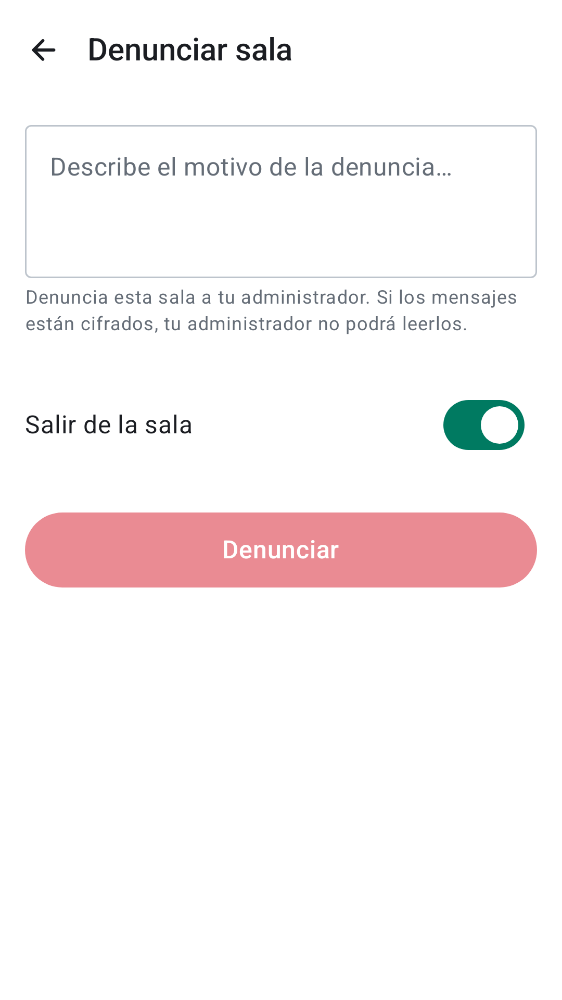 Denunciar sala
Describe el motivo de la denuncia…
Denuncia esta sala a tu administrador. Si los mensajes
están cifrados, tu administrador no podrá leerlos.
Salir de la sala
Denunciar